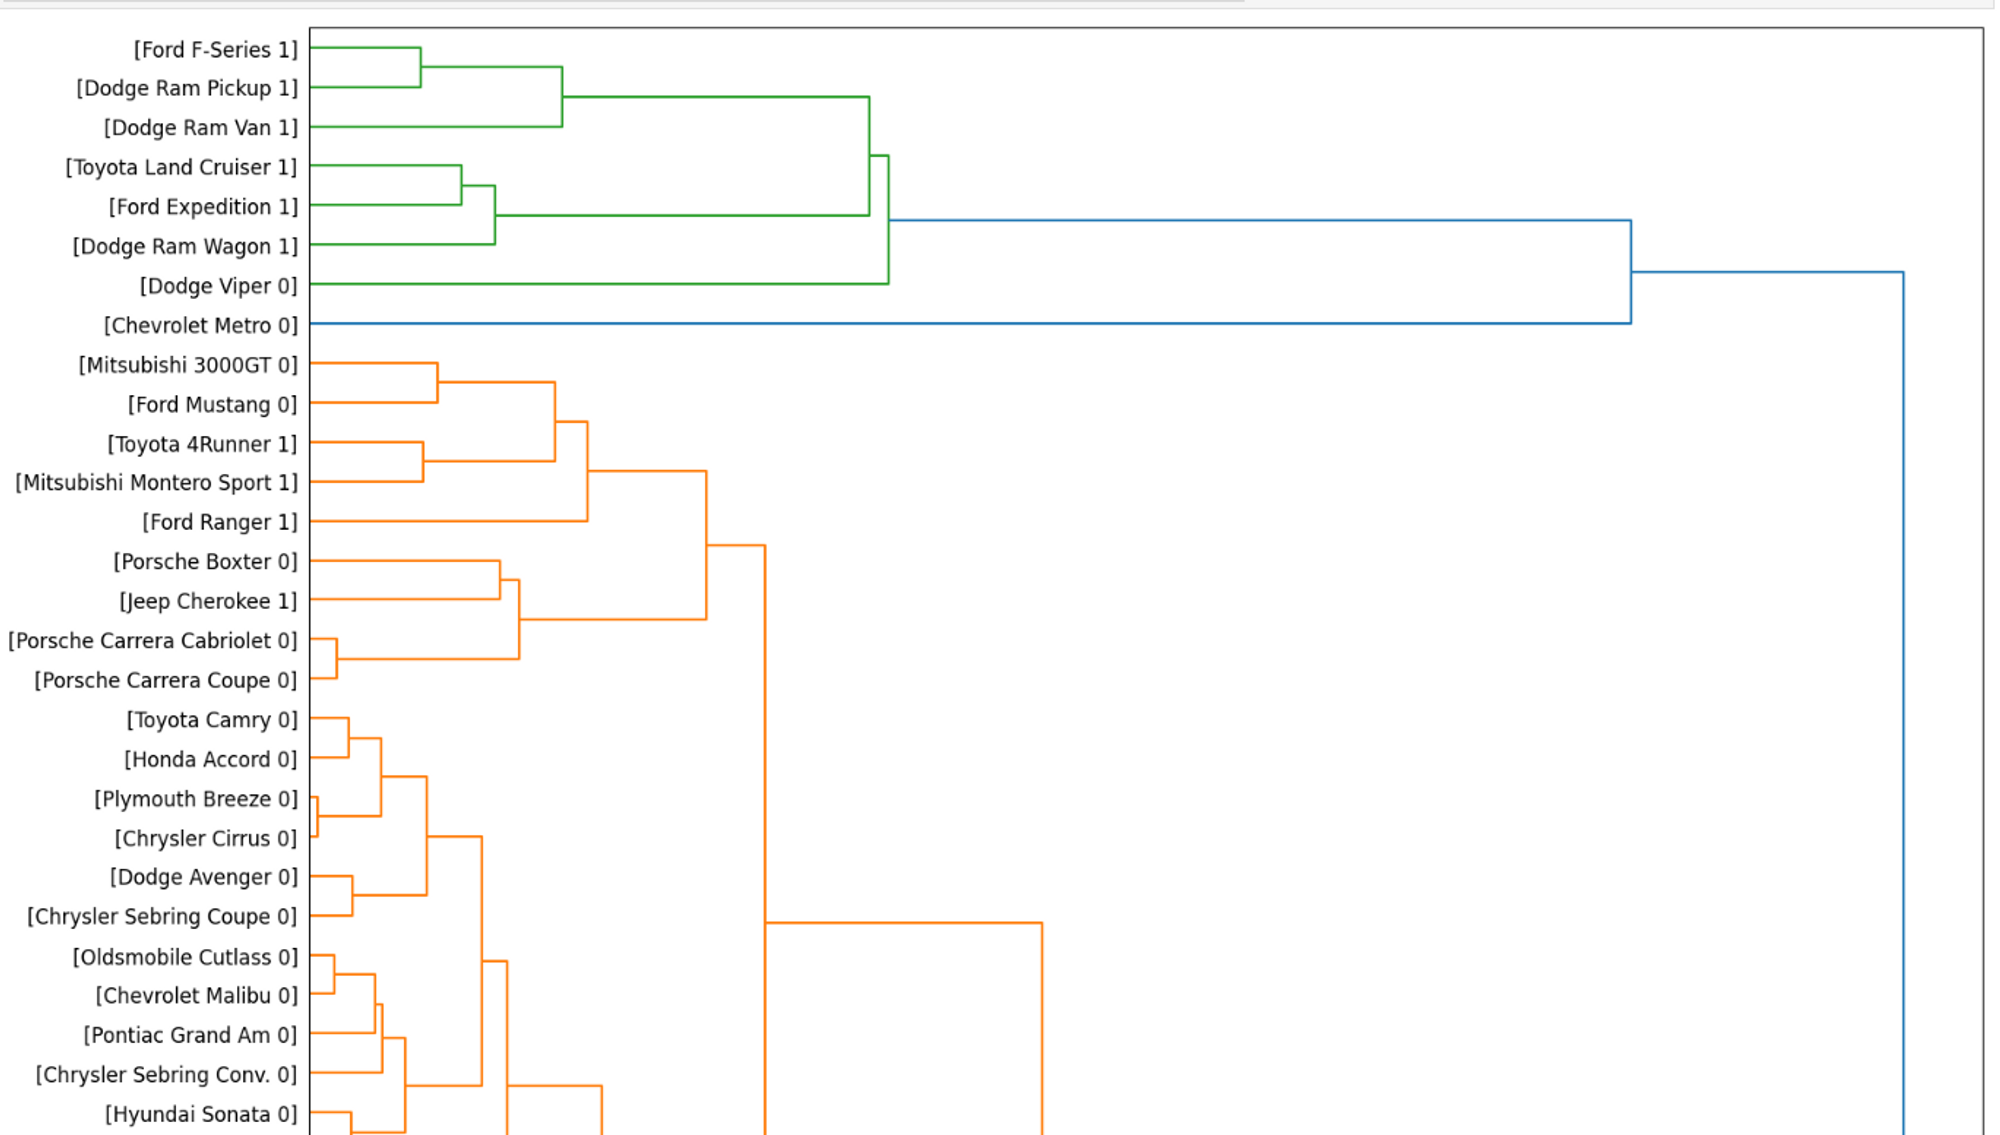 [Ford F-Series 1]
[Dodge Ram Pickup 1]
[Dodge Ram Van 1]
[Toyota Land Cruiser 1]
[Ford Expedition 1]
[Dodge Ram Wagon 1]
[Dodge Viper 0]
[Chevrolet Metro 0]
[Mitsubishi 3000GT 0]
[Ford Mustang 0]
[Toyota 4Runner 1]
[Mitsubishi Montero Sport 1]
[Ford Ranger 1]
[Porsche Boxter 0]
[Jeep Cherokee 1]
[Porsche Carrera Cabriolet 0]
[Porsche Carrera Coupe 0]
[Toyota Camry 0]
[Honda Accord 0]
[Plymouth Breeze 0]
[Chrysler Cirrus 0]
[Dodge Avenger 0]
[Chrysler Sebring Coupe 0]
[Oldsmobile Cutlass 0]
[Chevrolet Malibu 0]
[Pontiac Grand Am 0]
[Chrysler Sebring Conv. 0]
[Hyundai Sonata 0]